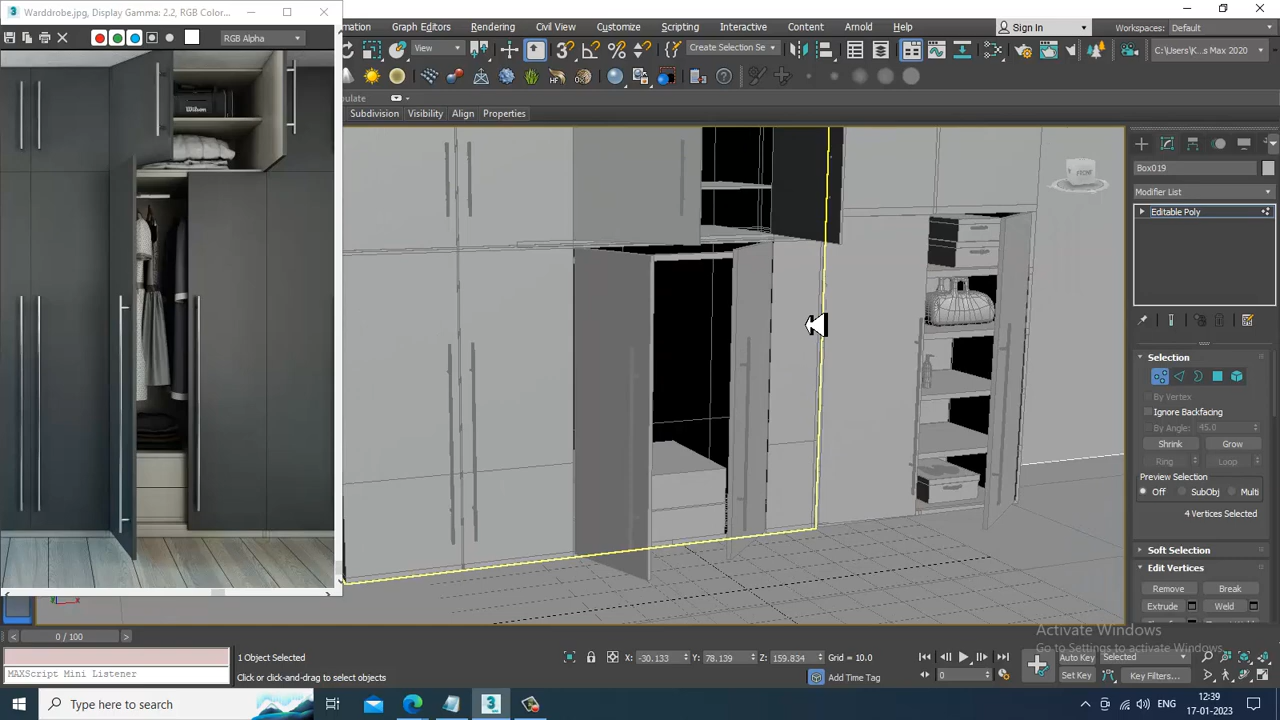 Warddrobe.jpg, Display Gamma: 2.2, RGB Color...
RGB Alpha
Wilson
mation
Graph Editors
Rendering
Civil View
Customize
Scripting
Interactive
Content
Arnold
Help
Sign In
Workspaces:
Default
View
Create Selection Se
C:\Users\K...s Max 2020
pulate
Subdivision
Visibility
Align
Properties
FRONT
Box019
Modifier List
Editable Poly
Selection
By Vertex
Ignore Backfacing
By Angle:
45.0
Shrink
Grow
Ring
Loop
Preview Selection
Off
SubObj
Multi
4 Vertices Selected
Soft Selection
Edit Vertices
Remove
Break
Extrude
Weld
Activate Windows
Go to Settings to activate Windows.
0 / 100
MAXScript Mini Listener
1 Object Selected
Click or click-and-drag to select objects
X: -30.133
Y: 78.139
Z: 159.834
Grid = 10.0
Add Time Tag
Auto Key
Selected
Set Key
Key Filters...
0
Type here to search
ENG
12:39
17-01-2023